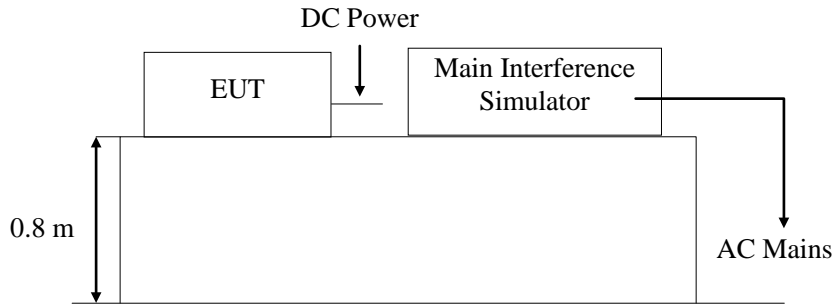 DC Power
EUT
Main Interference
Simulator
0.8 m
AC Mains